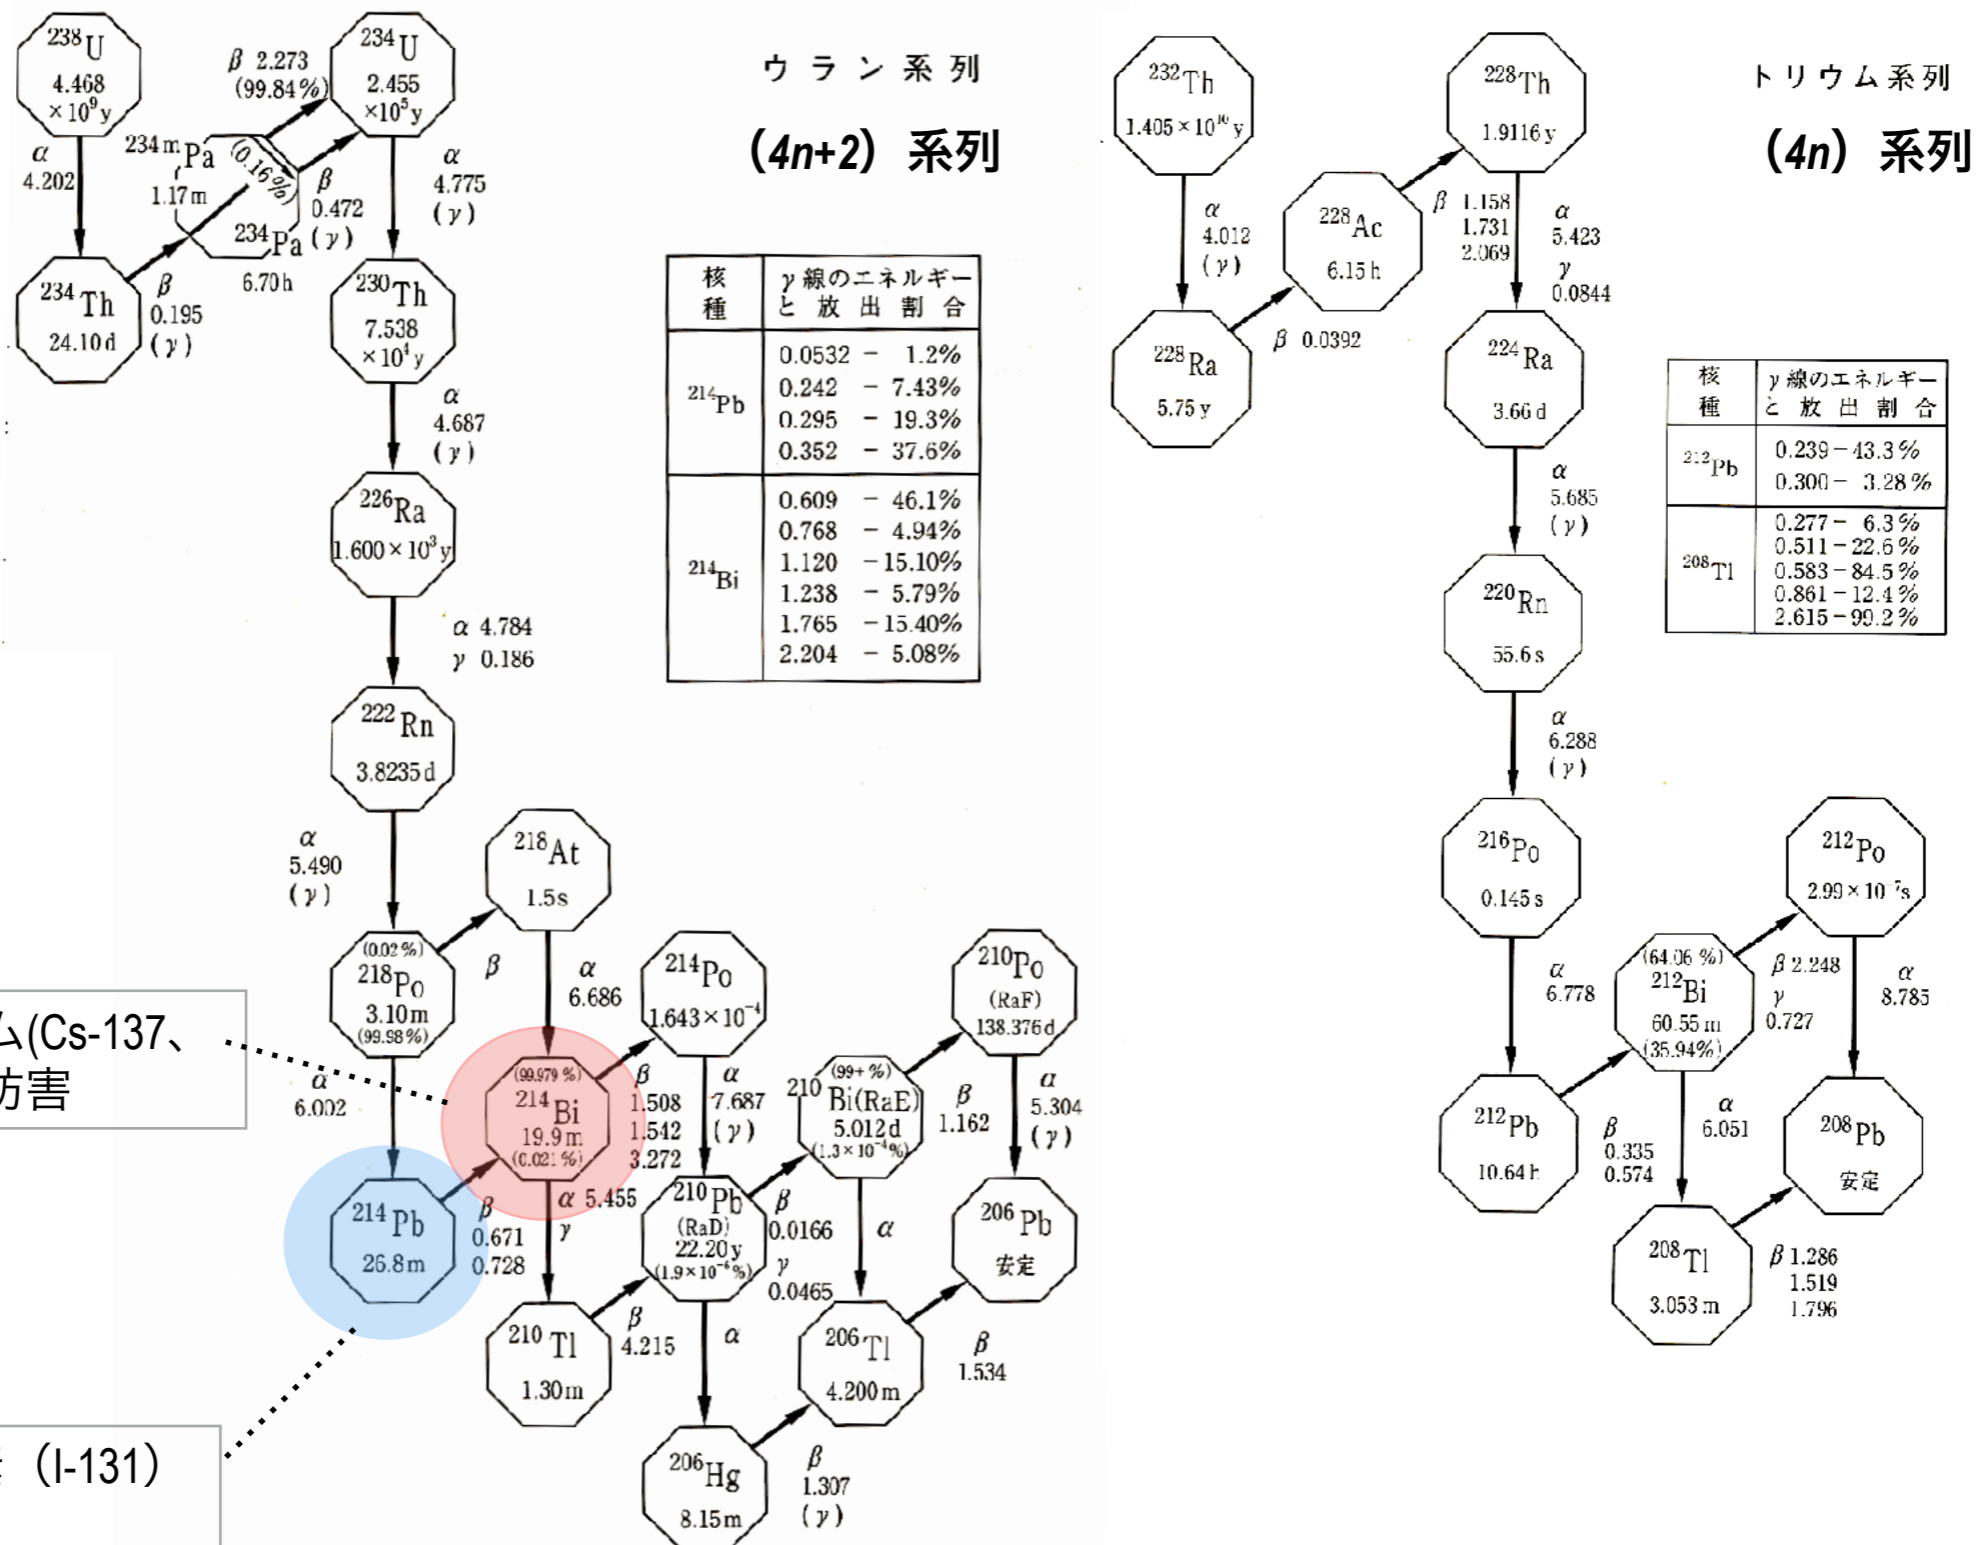 ウラン系列
（4n+2）系列
238U
4.468
×10⁹y
α
4.202
234Th
24.10d
β
0.195
(γ)
234mPa
1.17m
(0.16%)
234Pa
6.70h
β 2.273
(99.84%)
β
0.472
(γ)
234U
2.455
×10⁵y
α
4.775
(γ)
230Th
7.538
×10⁴y
α
4.687
(γ)
226Ra
1.600×10³y
α 4.784
γ 0.186
222Rn
3.8235d
α
5.490
(γ)
(0.02%)
218Po
3.10m
(99.98%)
β
α
6.002
218At
1.5s
α
6.686
214Pb
26.8m
β
0.671
0.728
(99.979%)
214Bi
19.9m
(0.021%)
β
1.508
1.542
3.272
α 5.455
γ
214Po
1.643×10⁻⁴
α
7.687
(γ)
210Tl
1.30m
β
4.215
210Pb
(RaD)
22.20y
(1.9×10⁻⁶%)
β
0.0166
γ
0.0465
α
206Hg
8.15m
β
1.307
(γ)
(99+%)
210Bi(RaE)
5.012d
(1.3×10⁻⁴%)
β
1.162
α
206Tl
4.200m
β
1.534
210Po
(RaF)
138.376d
α
5.304
(γ)
206Pb
安定
核種 γ線のエネルギーと放出割合
214Pb
0.0532 - 1.2%
0.242 - 7.43%
0.295 - 19.3%
0.352 - 37.6%
214Bi
0.609 - 46.1%
0.768 - 4.94%
1.120 - 15.10%
1.238 - 5.79%
1.765 - 15.40%
2.204 - 5.08%
ム(Cs-137、
妨害
（I-131）
トリウム系列
（4n）系列
232Th
1.405×10¹⁰y
α
4.012
(γ)
228Ra
5.75y
β 0.0392
228Ac
6.15h
β 1.158
1.731
2.069
228Th
1.9116y
α
5.423
γ
0.0844
224Ra
3.66d
α
5.685
(γ)
220Rn
55.6s
α
6.288
(γ)
216Po
0.145s
α
6.778
212Pb
10.64h
β
0.335
0.574
(64.06%)
212Bi
60.55m
(35.94%)
β 2.248
γ
0.727
α
6.051
212Po
2.99×10⁻⁷s
α
8.785
208Tl
3.053m
β 1.286
1.519
1.796
208Pb
安定
核種 γ線のエネルギーと放出割合
212Pb
0.239-43.3%
0.300- 3.28%
208Tl
0.277- 6.3%
0.511-22.6%
0.583-84.5%
0.861-12.4%
2.615-99.2%